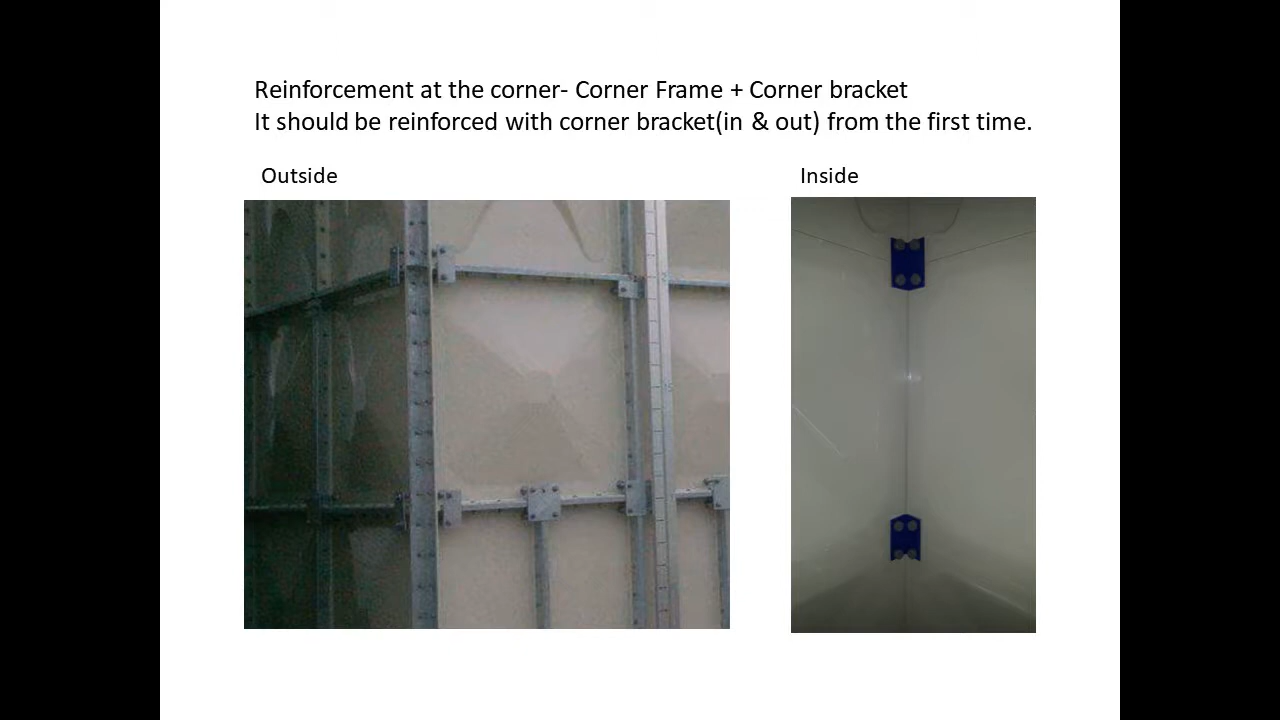 Reinforcement at the corner- Corner Frame + Corner bracket
It should be reinforced with corner bracket(in & out) from the first time.
Outside
Inside